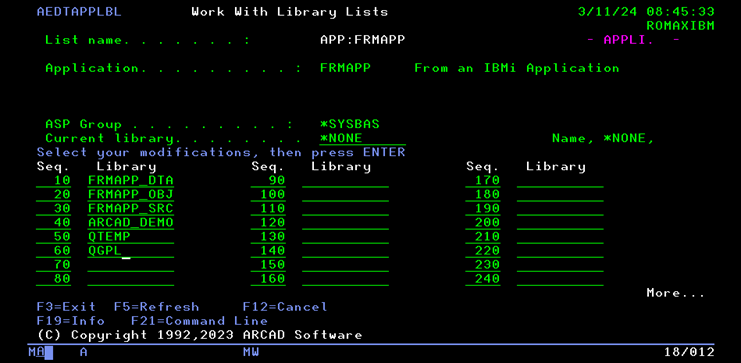 AEDTAPPLBL Work With Library Lists 3/11/24 08:45:33
ROMAXIBM
List name. . . . . . . : APP:FRMAPP - APPLI. -
Application. . . . . . . . . : FRMAPP From an IBMi Application
ASP Group . . . . . . . . . . : *SYSBAS
Current library. . . . . . . . *NONE Name, *NONE,
Select your modifications, then press ENTER
Seq. Library Seq. Library Seq. Library
10 FRMAPP_DTA 90 170
20 FRMAPP_OBJ 100 180
30 FRMAPP_SRC 110 190
40 ARCAD_DEMO 120 200
50 QTEMP 130 210
60 QGPL 140 220
70 150 230
80 160 240
More...
F3=Exit F5=Refresh F12=Cancel
F19=Info F21=Command Line
(C) Copyright 1992,2023 ARCAD Software
MA A MW 18/012